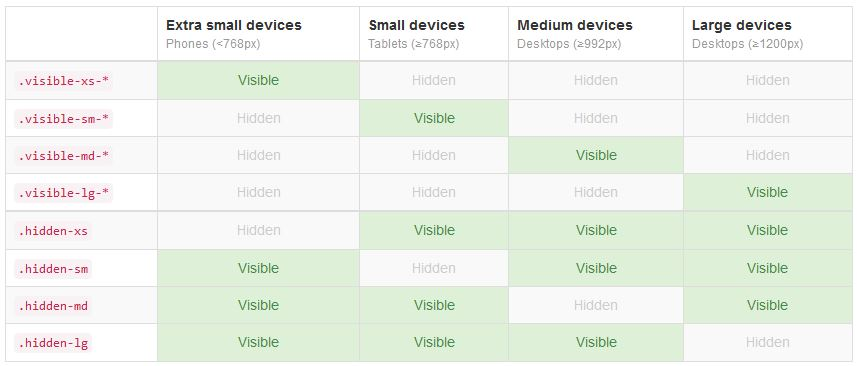 Extra small devices Small devices Medium devices Large devices
Phones (<768px) Tablets (≥768px) Desktops (≥992px) Desktops (≥1200px)
.visible-xs-* Visible Hidden Hidden Hidden
.visible-sm-* Hidden Visible Hidden Hidden
.visible-md-* Hidden Hidden Visible Hidden
.visible-lg-* Hidden Hidden Hidden Visible
.hidden-xs Hidden Visible Visible Visible
.hidden-sm Visible Hidden Visible Visible
.hidden-md Visible Visible Hidden Visible
.hidden-lg Visible Visible Visible Hidden